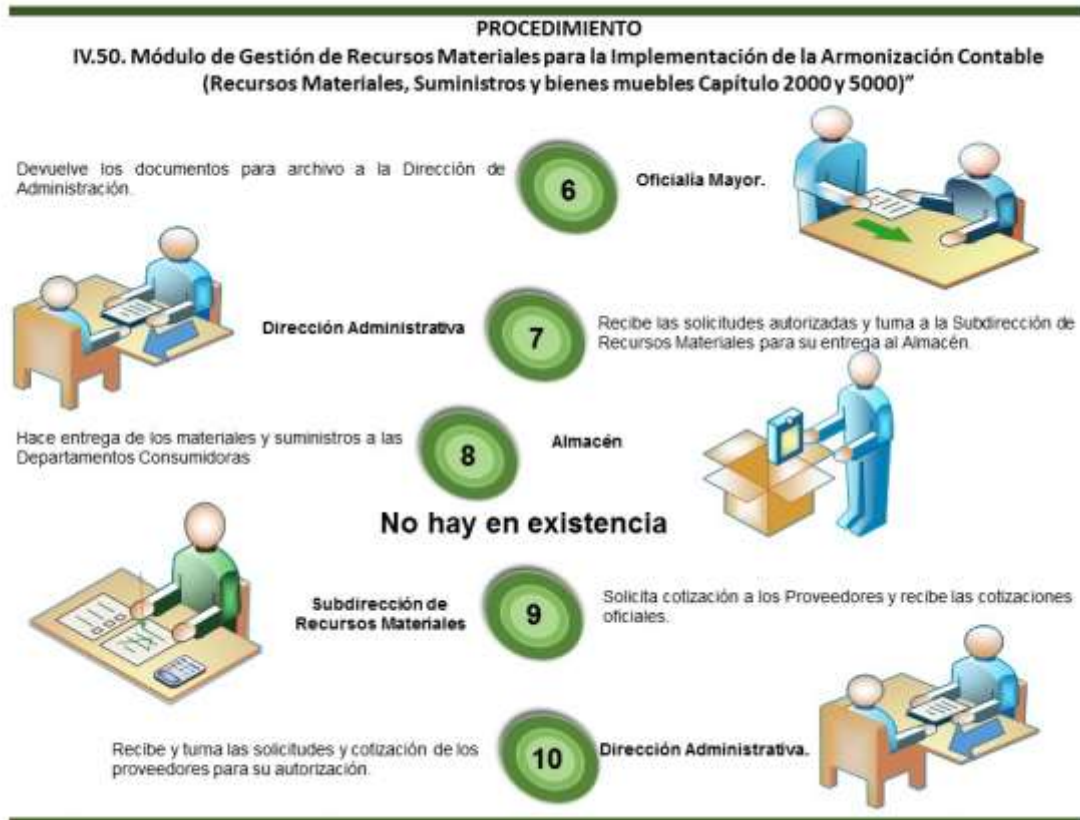 PROCEDIMIENTO
IV.50. Módulo de Gestión de Recursos Materiales para la Implementación de la Armonización Contable
(Recursos Materiales, Suministros y bienes muebles Capítulo 2000 y 5000)”
Devuelve los documentos para archivo a la Dirección de
Administración.
6
Oficialía Mayor.
Dirección Administrativa
7
Recibe las solicitudes autorizadas y turna a la Subdirección de
Recursos Materiales para su entrega al Almacén.
Hace entrega de los materiales y suministros a las
Departamentos Consumidoras
8
Almacén
No hay en existencia
Subdirección de
Recursos Materiales
9
Solicita cotización a los Proveedores y recibe las cotizaciones
oficiales.
Recibe y turna las solicitudes y cotización de los
proveedores para su autorización.
10
Dirección Administrativa.